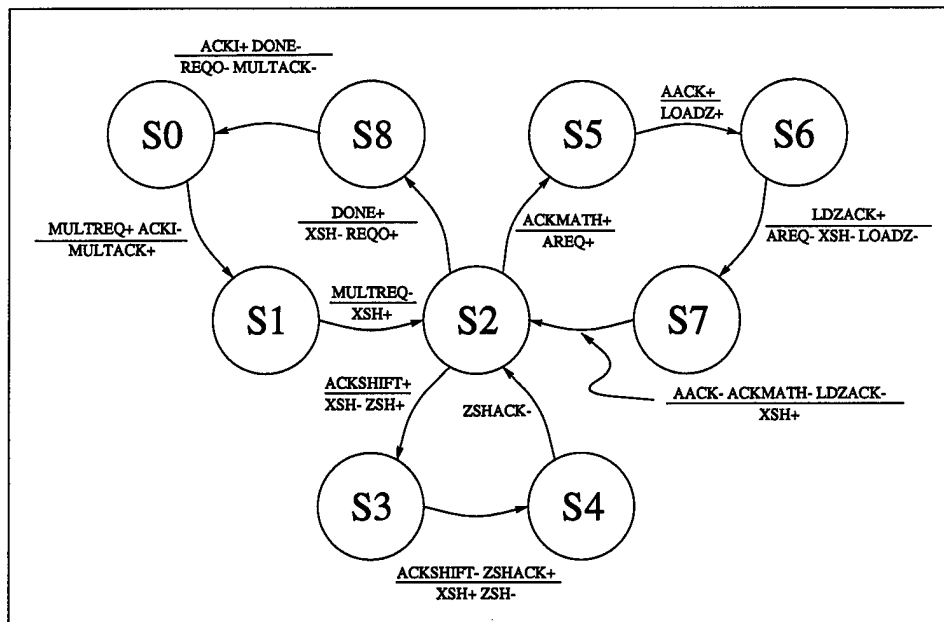 ACKI+ DONE-
REQO- MULTACK-
AACK+
LOADZ+
S0
S8
S5
S6
MULTREQ+ ACKI-
MULTACK+
DONE+
XSH- REQO+
ACKMATH+
AREQ+
LDZACK+
AREQ- XSH- LOADZ-
MULTREQ-
XSH+
S1
S2
S7
ACKSHIFT+
XSH- ZSH+
ZSHACK-
AACK- ACKMATH- LDZACK-
XSH+
S3
S4
ACKSHIFT- ZSHACK+
XSH+ ZSH-